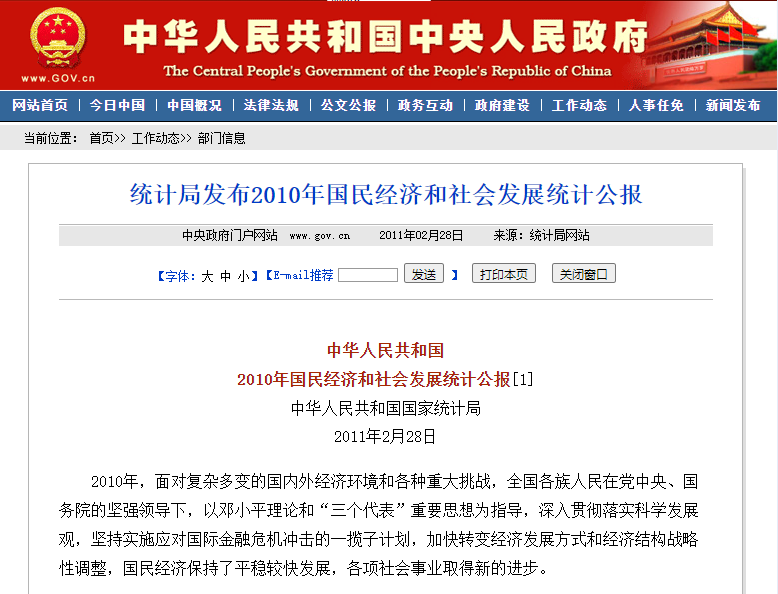 中华人民共和国中央人民政府
www.GOV.cn
The Central People's Government of the People's Republic of China
网站首页 | 今日中国 | 中国概况 | 法律法规 | 公文公报 | 政务互动 | 政府建设 | 工作动态 | 人事任免 | 新闻发布
当前位置： 首页>> 工作动态>> 部门信息
统计局发布2010年国民经济和社会发展统计公报
中央政府门户网站 www.gov.cn 2011年02月28日 来源：统计局网站
【字体：大 中 小】【E-mail推荐 发送 】 打印本页 关闭窗口
中华人民共和国
2010年国民经济和社会发展统计公报[1]
中华人民共和国国家统计局
2011年2月28日
2010年，面对复杂多变的国内外经济环境和各种重大挑战，全国各族人民在党中央、国
务院的坚强领导下，以邓小平理论和“三个代表”重要思想为指导，深入贯彻落实科学发展
观，坚持实施应对国际金融危机冲击的一揽子计划，加快转变经济发展方式和经济结构战略
性调整，国民经济保持了平稳较快发展，各项社会事业取得新的进步。